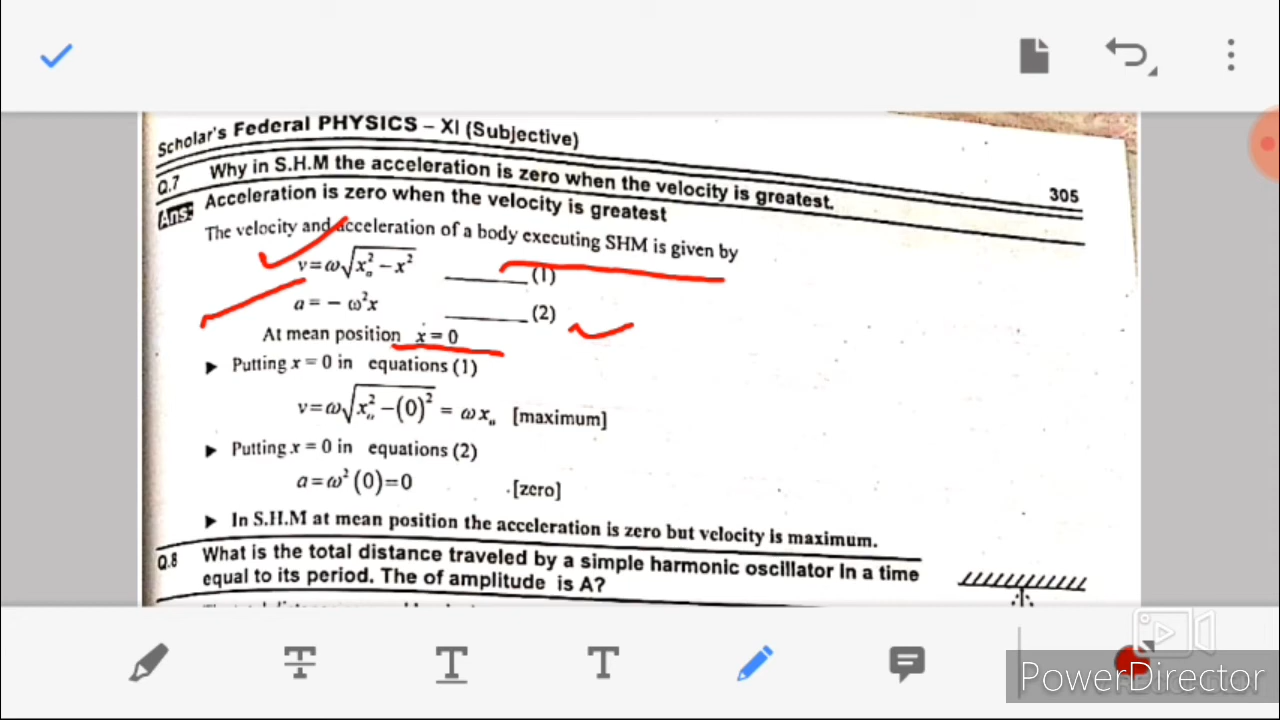 Scholar's Federal PHYSICS – XI (Subjective)
305
Q.7 Why in S.H.M the acceleration is zero when the velocity is greatest.
Ans: Acceleration is zero when the velocity is greatest
The velocity and acceleration of a body executing SHM is given by
v=ω√x₀²−x² ______ (1)
a = − ω²x ______ (2)
At mean position x = 0
▶ Putting x = 0 in equations (1)
v=ω√x₀²−(0)² = ωx₀ [maximum]
▶ Putting x = 0 in equations (2)
a=ω² (0)=0 [zero]
▶ In S.H.M at mean position the acceleration is zero but velocity is maximum.
Q.8 What is the total distance traveled by a simple harmonic oscillator in a time
equal to its period. The of amplitude is A?
T
T
T
PowerDirector